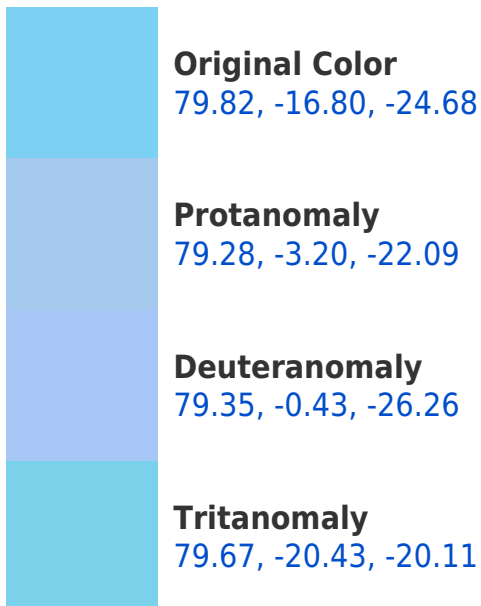 Original Color
79.82, -16.80, -24.68
Protanomaly
79.28, -3.20, -22.09
Deuteranomaly
79.35, -0.43, -26.26
Tritanomaly
79.67, -20.43, -20.11